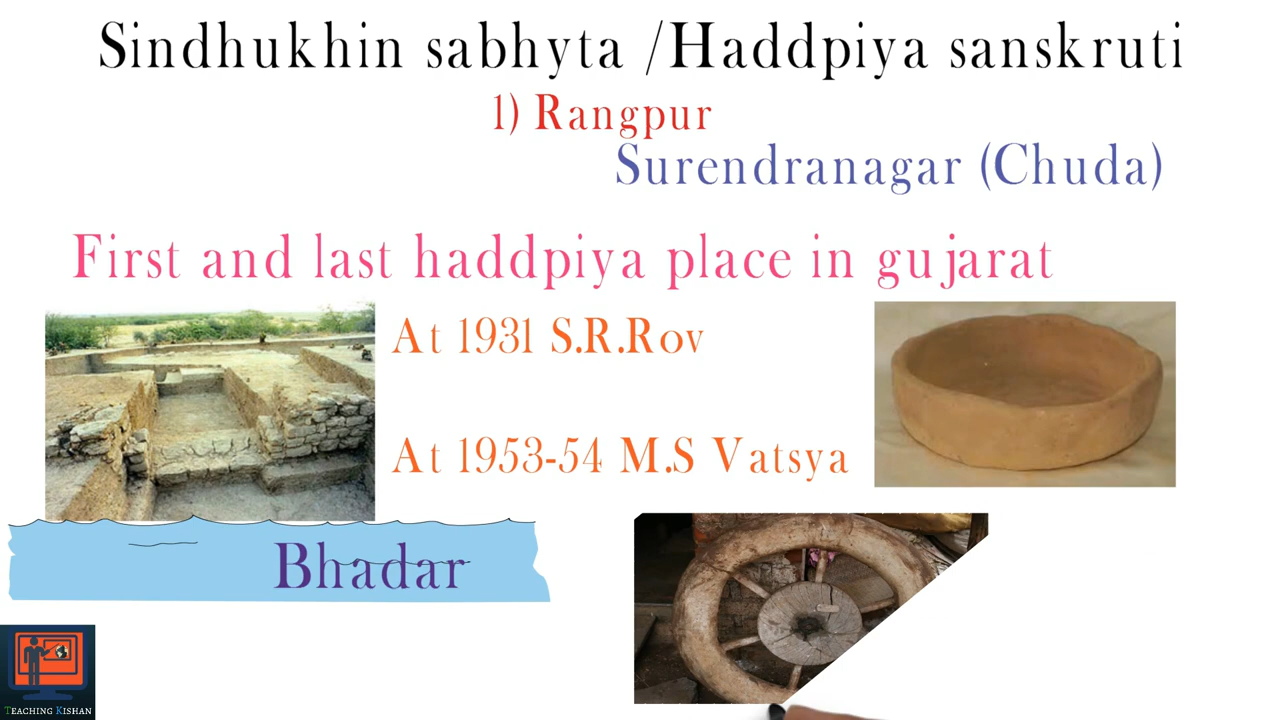 Sindhukhin sabhyta /Haddpiya sanskruti
1) Rangpur
Surendranagar (Chuda)
First and last haddpiya place in gujarat
At 1931 S.R.Rov
At 1953-54 M.S Vatsya
Bhadar
TEACHING KISHAN